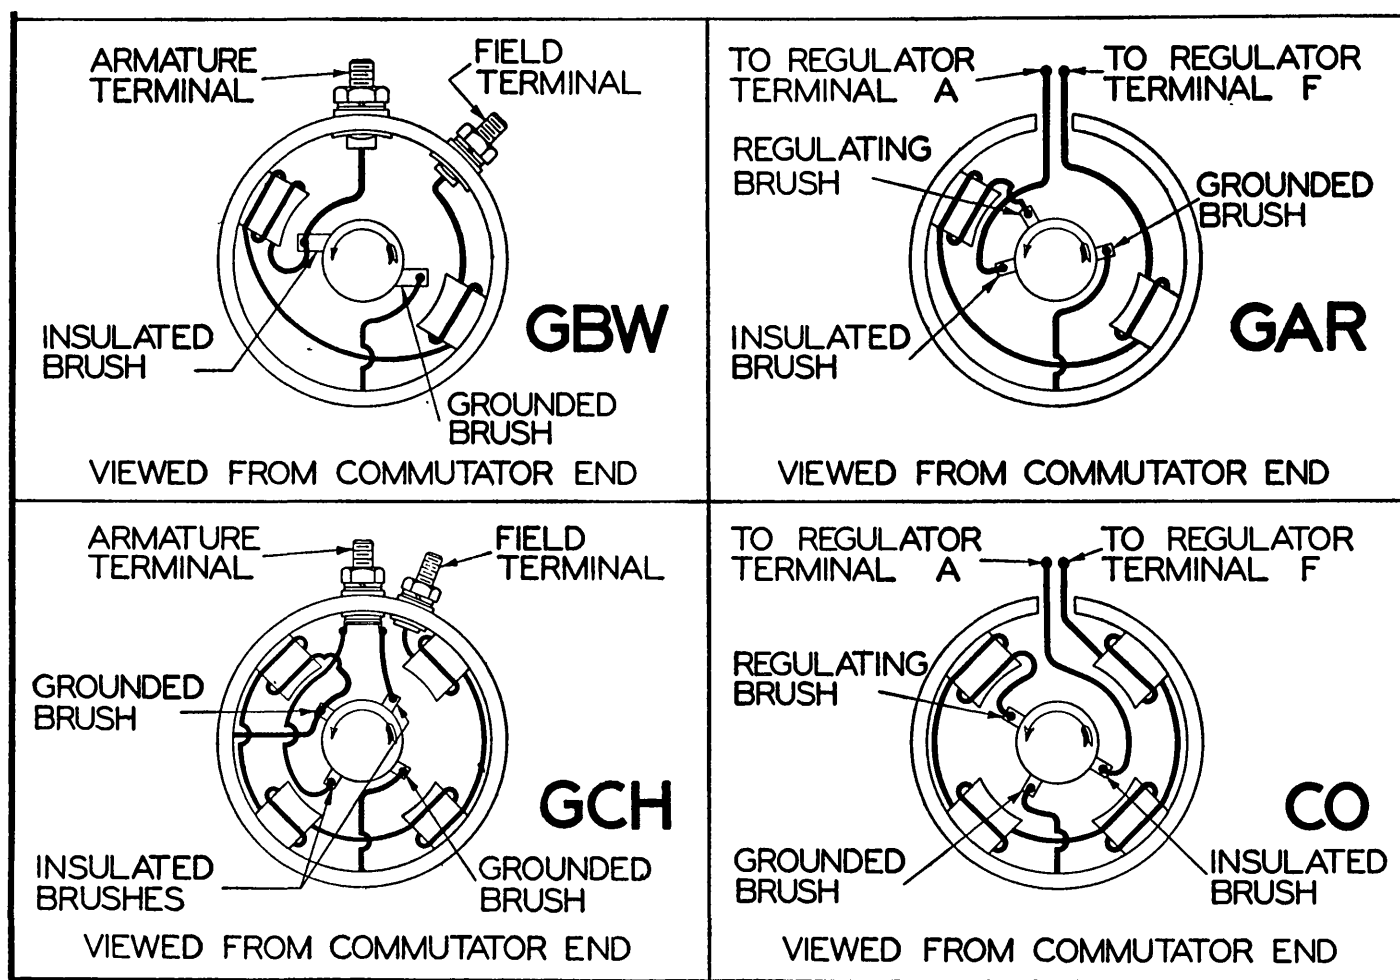 ARMATURE
TERMINAL
FIELD
TERMINAL
INSULATED
BRUSH
GROUNDED
BRUSH
GBW
VIEWED FROM COMMUTATOR END
TO REGULATOR
TERMINAL A
TO REGULATOR
TERMINAL F
REGULATING
BRUSH
GROUNDED
BRUSH
INSULATED
BRUSH
GAR
VIEWED FROM COMMUTATOR END
ARMATURE
TERMINAL
FIELD
TERMINAL
GROUNDED
BRUSH
GCH
INSULATED
BRUSHES
GROUNDED
BRUSH
VIEWED FROM COMMUTATOR END
TO REGULATOR
TERMINAL A
TO REGULATOR
TERMINAL F
REGULATING
BRUSH
CO
GROUNDED
BRUSH
INSULATED
BRUSH
VIEWED FROM COMMUTATOR END